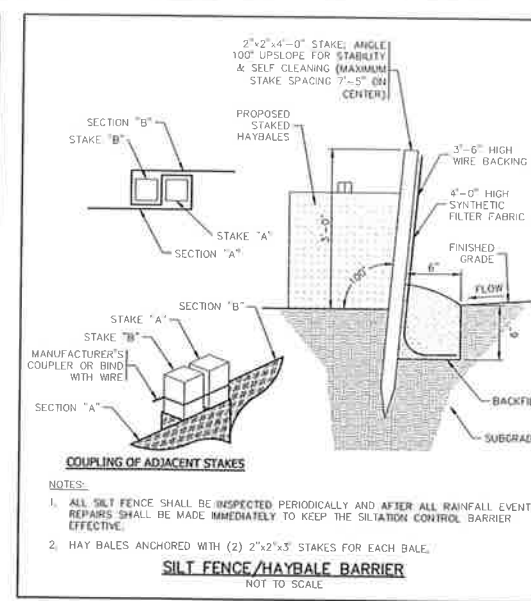 2"x2"x4'-0" STAKE; ANGLE
100° UPSLOPE FOR STABILITY
& SELF CLEANING (MAXIMUM
STAKE SPACING 7'-5" ON
CENTER)
SECTION "B"
STAKE "B"
STAKE "A"
SECTION "A"
PROPOSED
STAKED
HAYBALES
3'-6" HIGH
WIRE BACKING
4'-0" HIGH
SYNTHETIC
FILTER FABRIC
FINISHED
GRADE
3'-0"
100°
6"
FLOW
6"
BACKFIL
SUBGRAD
SECTION "B"
STAKE "A"
STAKE "B"
MANUFACTURER'S
COUPLER OR BIND
WITH WIRE
SECTION "A"
COUPLING OF ADJACENT STAKES
NOTES:
1. ALL SILT FENCE SHALL BE INSPECTED PERIODICALLY AND AFTER ALL RAINFALL EVENT
REPAIRS SHALL BE MADE IMMEDIATELY TO KEEP THE SILTATION CONTROL BARRIER
EFFECTIVE.
2. HAY BALES ANCHORED WITH (2) 2"x2"x3' STAKES FOR EACH BALE.
SILT FENCE/HAYBALE BARRIER
NOT TO SCALE